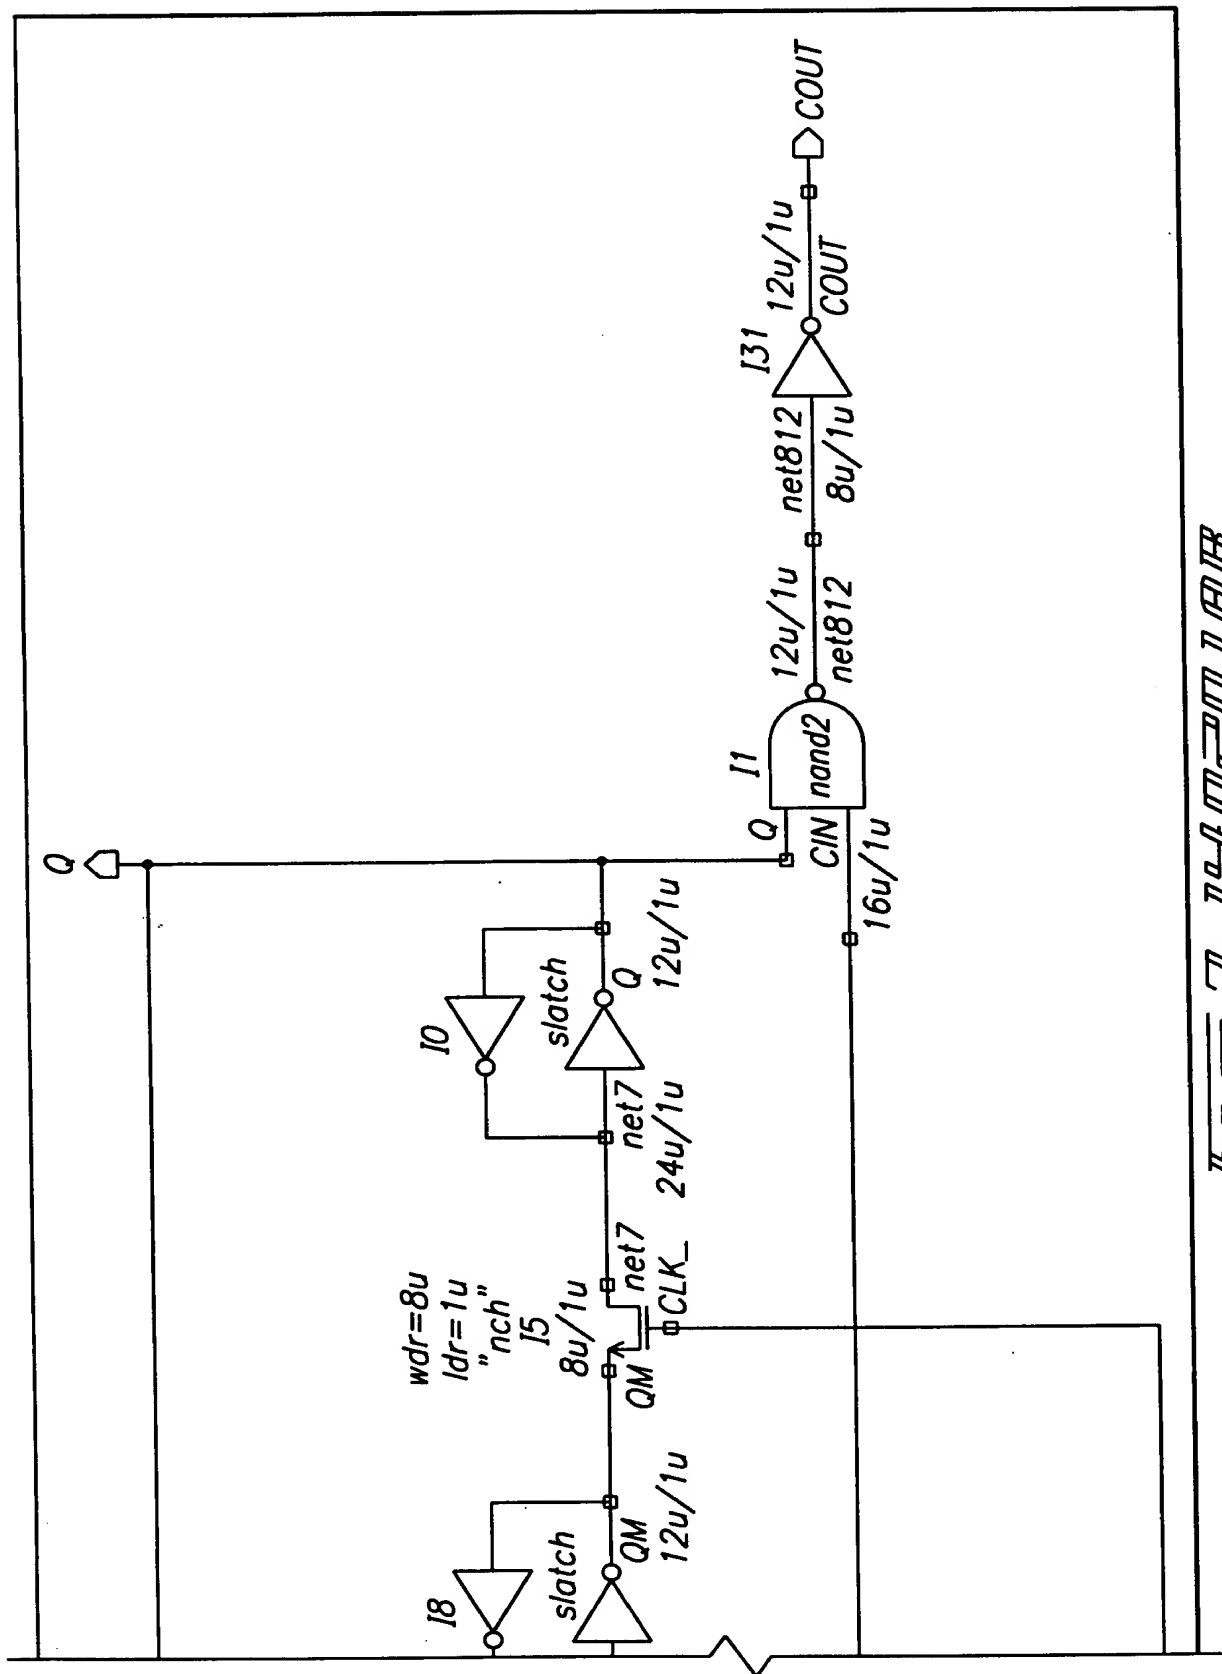 Q
COUT
I31
12u/1u
COUT
net812
8u/1u
12u/1u
net812
I1
nand2
Q
CIN
16u/1u
I0
slatch
Q
12u/1u
net7
24u/1u
wdr=8u
ldr=1u
"nch"
I5
8u/1u
net7
CLK_
QM
I8
slatch
QM
12u/1u